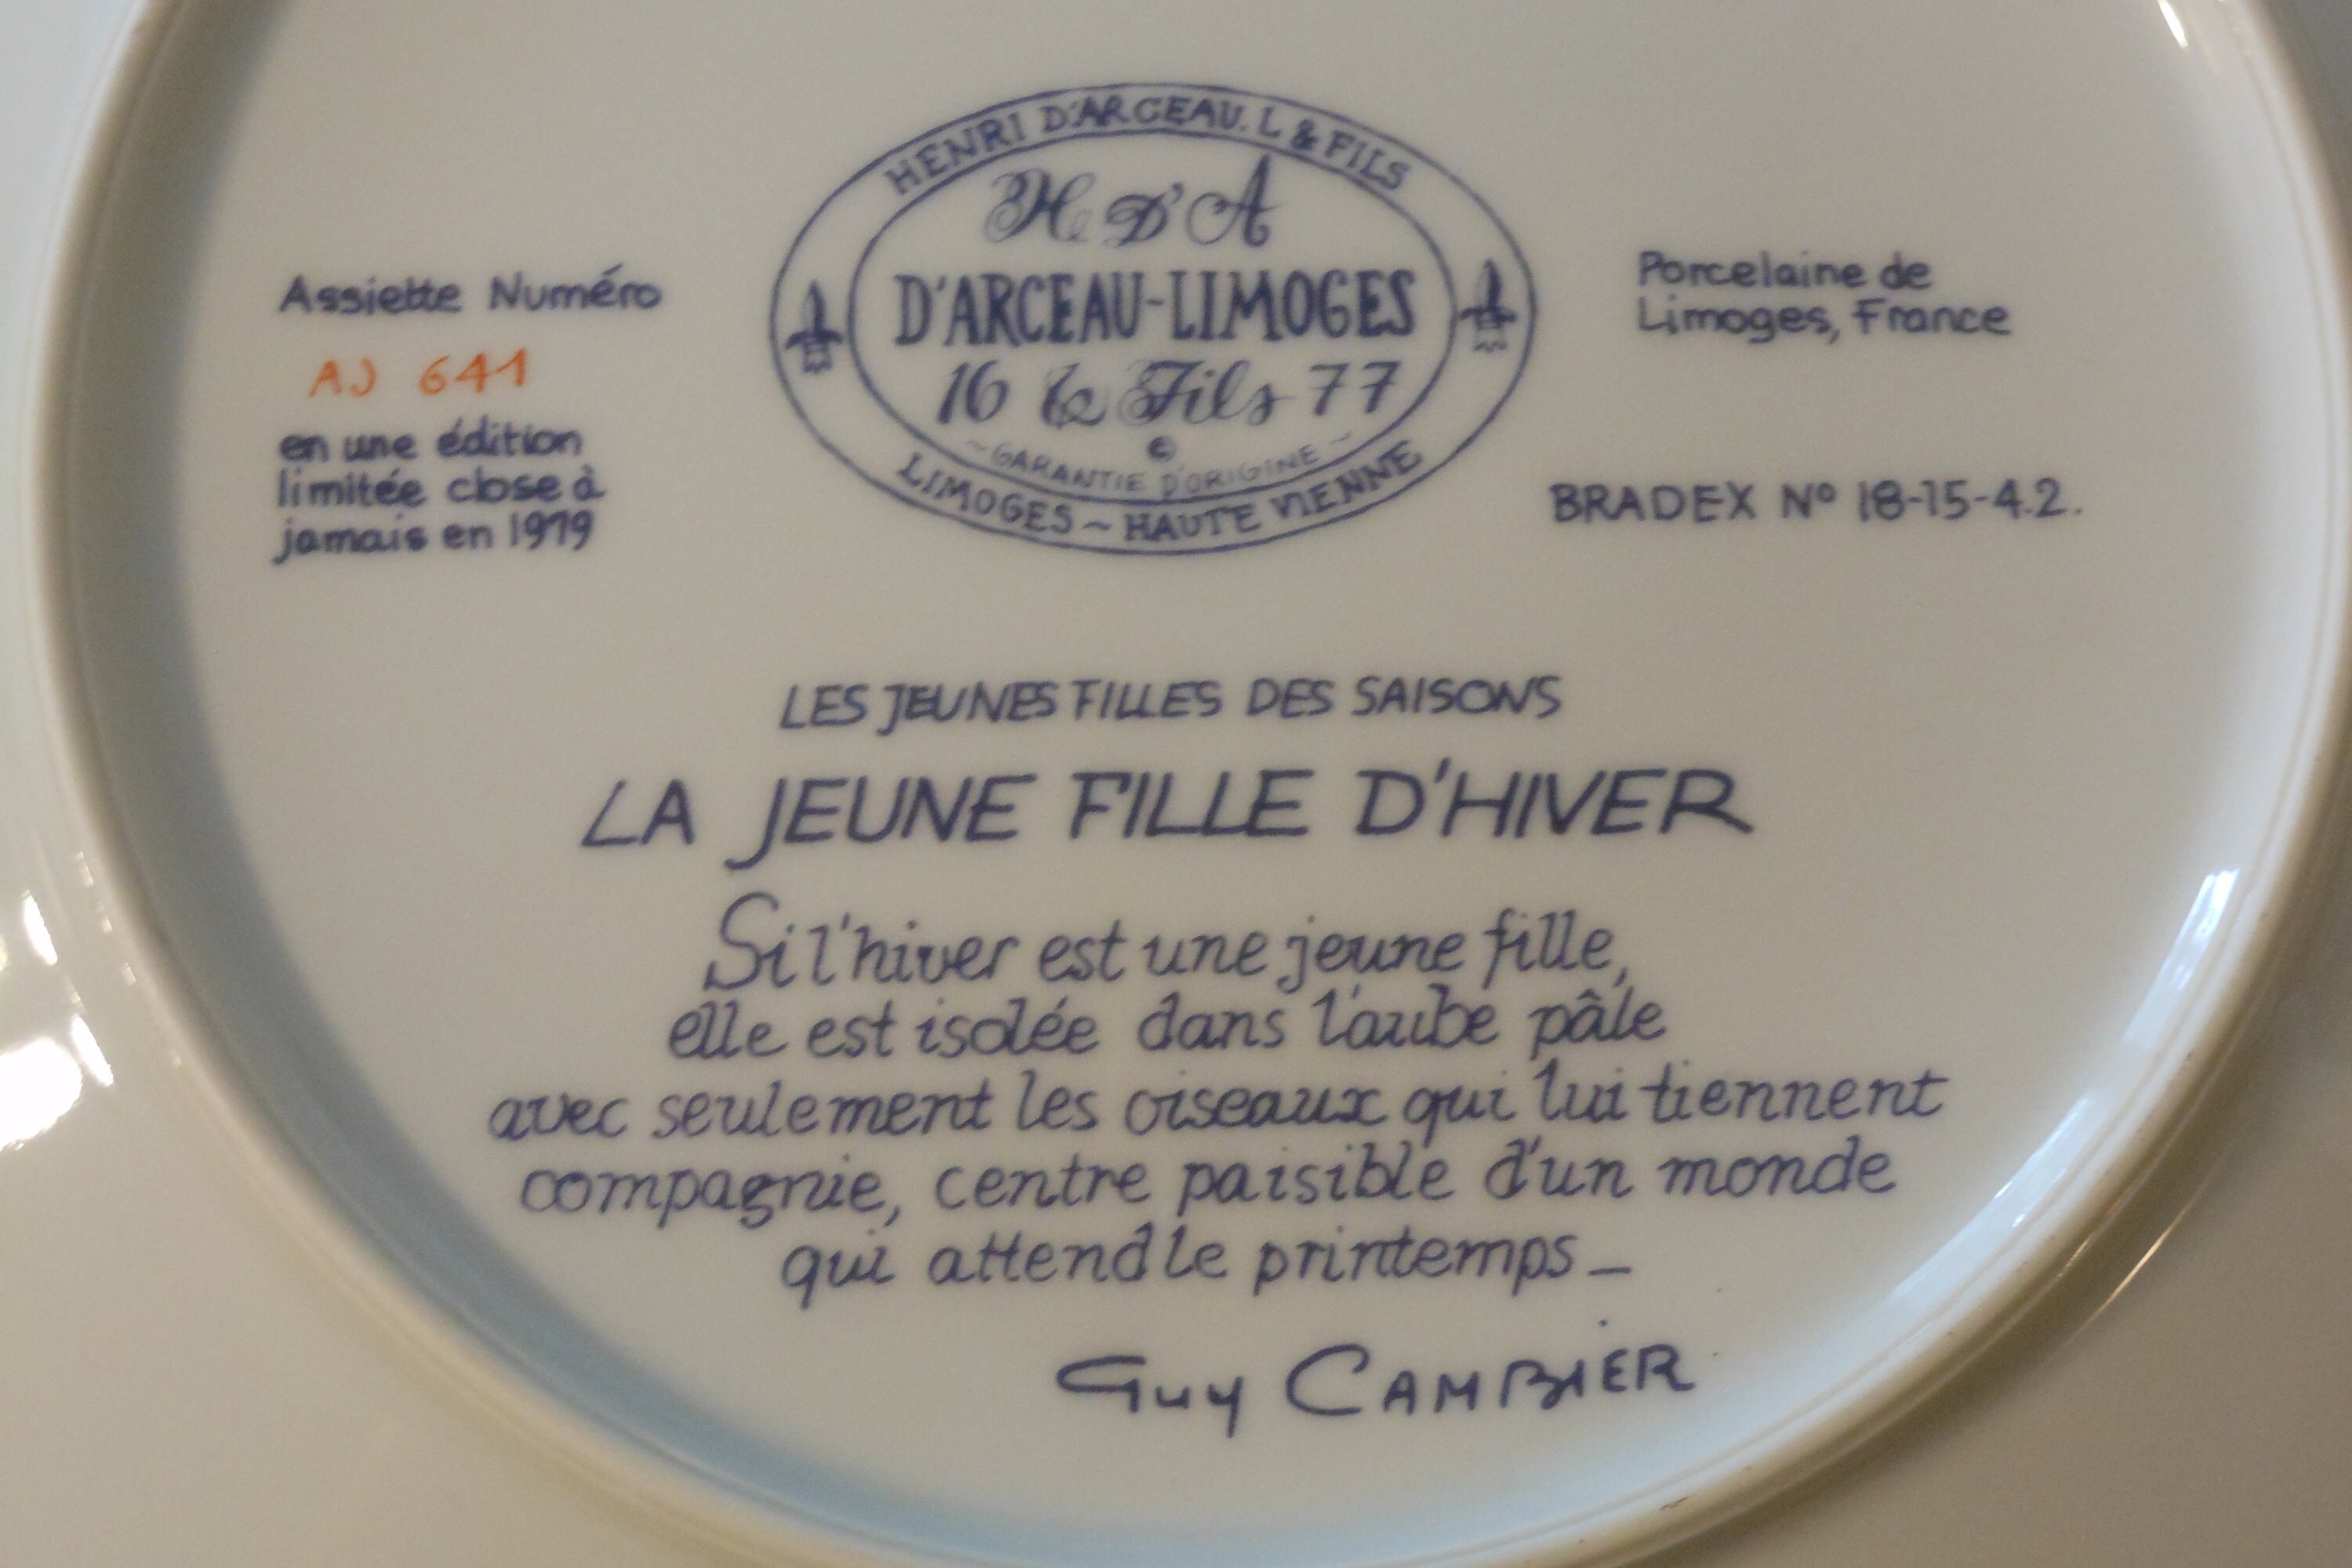 HENRI D'ARCEAU. L & FILS
H D'A
D'ARCEAU-LIMOGES
16 & Fils 77
©
~ GARANTIE D'ORIGINE ~
LIMOGES ~ HAUTE VIENNE
Assiette Numéro
AJ 641
en une édition
limitée close à
jamais en 1979
Porcelaine de
Limoges, France
BRADEX Nº 18-15-4.2.
LES JEUNES FILLES DES SAISONS
LA JEUNE FILLE D'HIVER
Si l'hiver est une jeune fille,
elle est isolée dans l'aube pâle
avec seulement les oiseaux qui lui tiennent
compagnie, centre paisible d'un monde
qui attend le printemps_
Guy CAMBIER